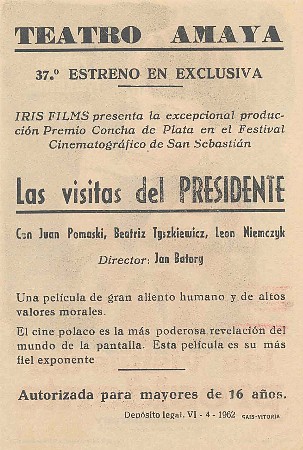 TEATRO AMAYA
37.º ESTRENO EN EXCLUSIVA
IRIS FILMS presenta la excepcional produc-
ción Premio Concha de Plata en el Festival
Cinematográfico de San Sebastián
Las visitas del PRESIDENTE
Con Juan Pomaski, Beatriz Tyszkiewicz, Leon Niemczyk
Director: Jan Batory
Una película de gran aliento humano y de altos
valores morales.
El cine polaco es la más poderosa revelación del
mundo de la pantalla. Esta película es su más
fiel exponente
Autorizada para mayores de 16 años.
Depósito legal. VI - 4 - 1962 GAIS-VITORIA